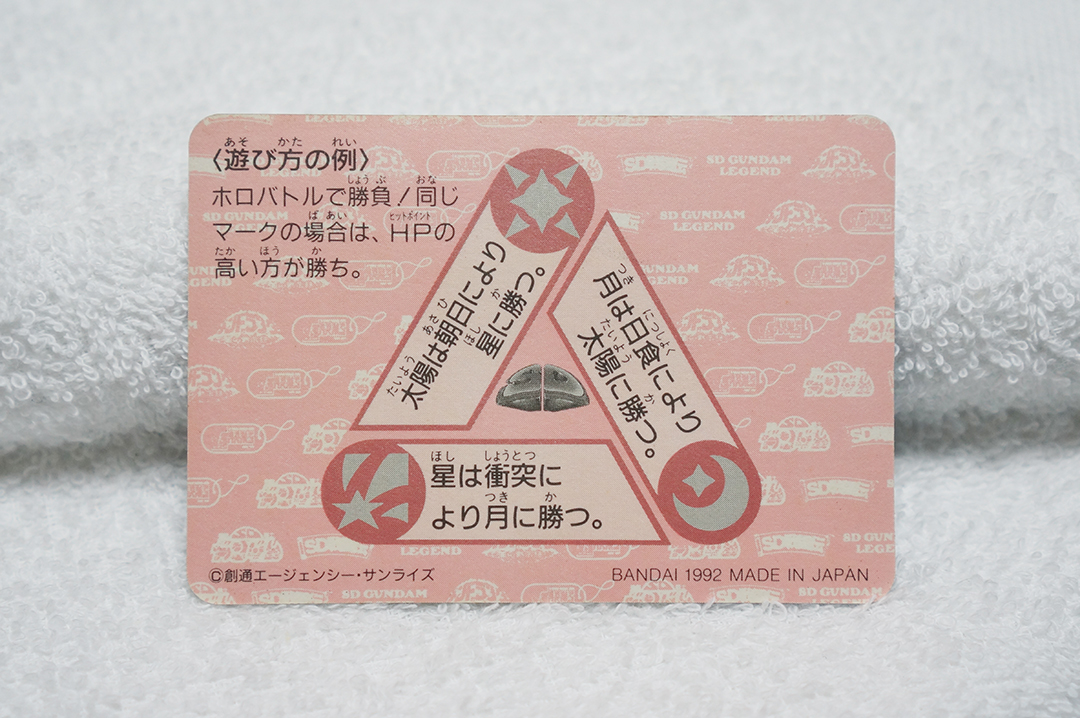 〈遊び方の例〉
ホロバトルで勝負!同じ
マークの場合は、HPの
高い方が勝ち。
太陽は朝日により
星に勝つ。
月は日食により
太陽に勝つ。
星は衝突に
より月に勝つ。
©創通エージェンシー・サンライズ
BANDAI 1992 MADE IN JAPAN
SD GUNDAM
LEGEND